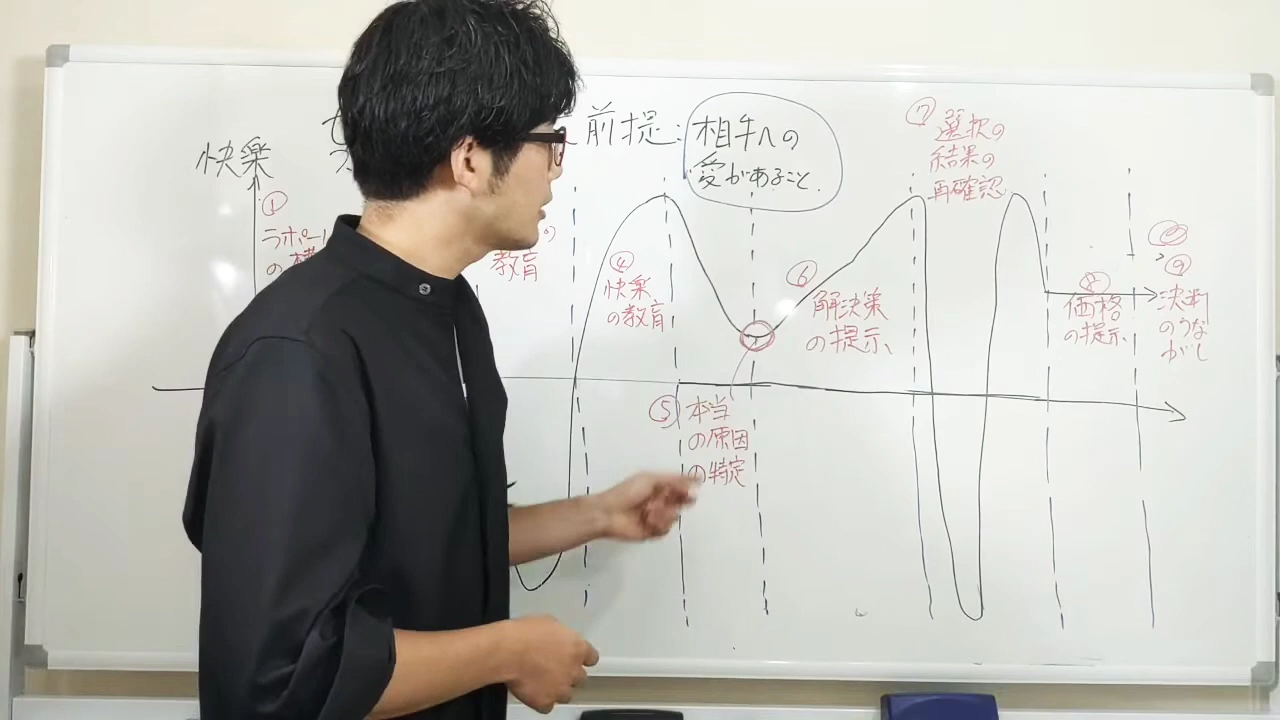 前提:
相手への
愛があること.
快楽
①
ラポー
の
の
教育
④
快楽
の教育
⑤
本当
の原因
の特定
⑥
解決策
の提示、
⑦
選択の
結果の
再確認
価格
の提示、
⑨
決判
のうな
がし